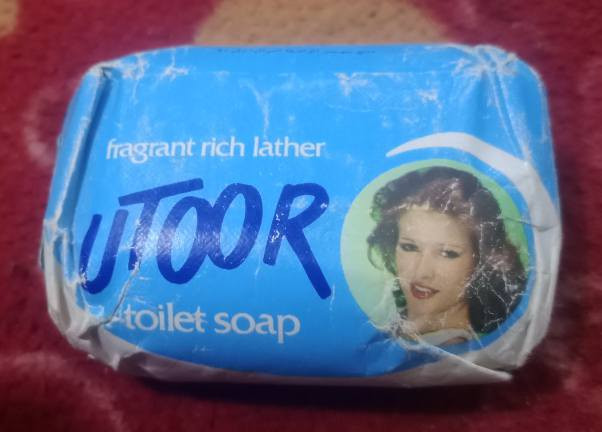 fragrant rich lather
UTOOR
toilet soap